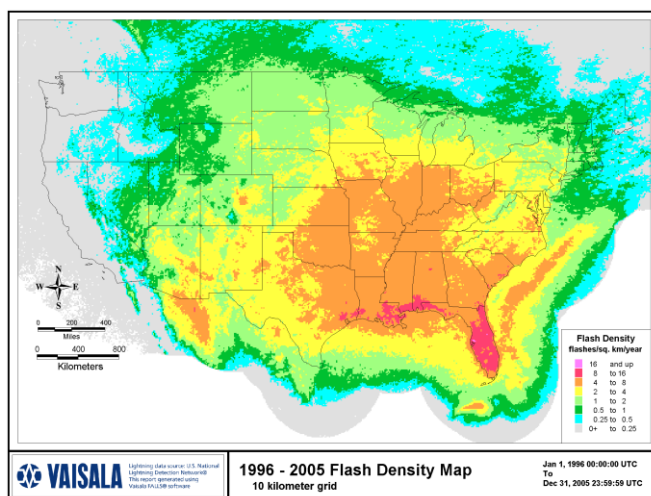 N
W E
S
0 200 400
Miles
0 400 800
Kilometers
Flash Density
flashes/sq. km/year
16 and up
8 to 16
4 to 8
2 to 4
1 to 2
0.5 to 1
0.25 to 0.5
0+ to 0.25
VAISALA
Lightning data source: U.S. National
Lightning Detection Network®
This report generated using
Vaisala FALLS® software
1996 - 2005 Flash Density Map
10 kilometer grid
Jan 1, 1996 00:00:00 UTC
To
Dec 31, 2005 23:59:59 UTC